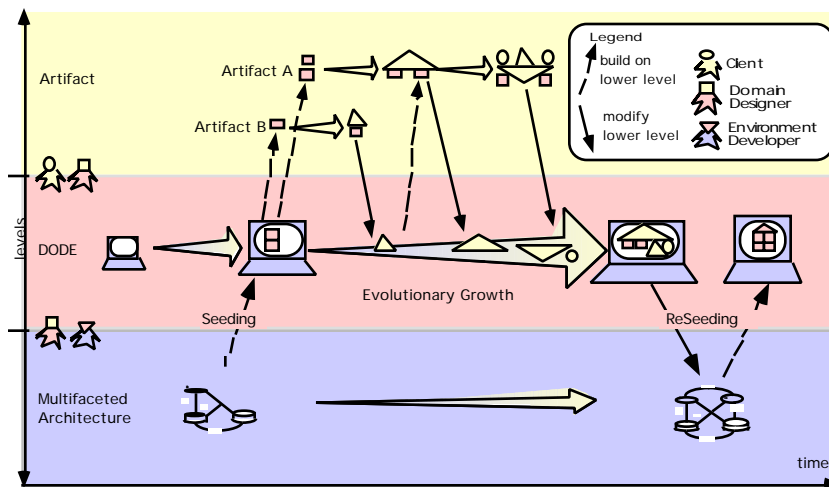 Legend
build on
lower level
modify
lower level
Client
Domain
Designer
Environment
Developer
Artifact
Artifact A
Artifact B
levels
DODE
Evolutionary Growth
Seeding
ReSeeding
Multifaceted
Architecture
time